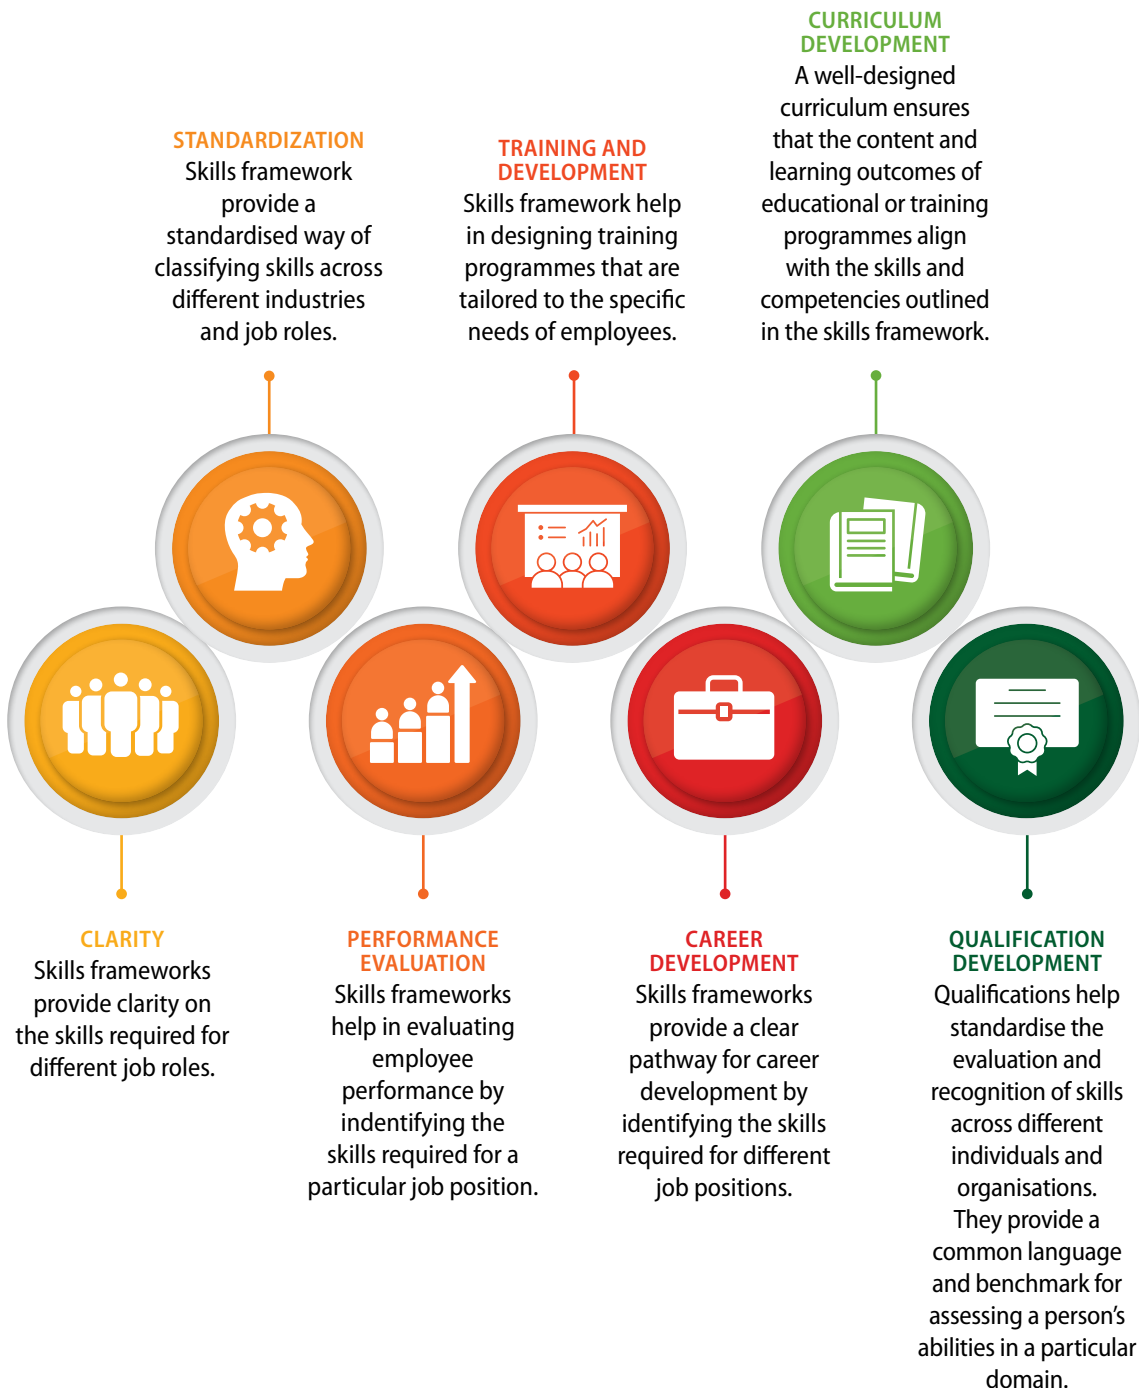 CURRICULUM
DEVELOPMENT
A well-designed
curriculum ensures
that the content and
learning outcomes of
educational or training
programmes align
with the skills and
competencies outlined
in the skills framework.
STANDARDIZATION
Skills framework
provide a
standardised way of
classifying skills across
different industries
and job roles.
TRAINING AND
DEVELOPMENT
Skills framework help
in designing training
programmes that are
tailored to the specific
needs of employees.
CLARITY
Skills frameworks
provide clarity on
the skills required for
different job roles.
PERFORMANCE
EVALUATION
Skills frameworks
help in evaluating
employee
performance by
indentifying the
skills required for a
particular job position.
CAREER
DEVELOPMENT
Skills frameworks
provide a clear
pathway for career
development by
identifying the skills
required for different
job positions.
QUALIFICATION
DEVELOPMENT
Qualifications help
standardise the
evaluation and
recognition of skills
across different
individuals and
organisations.
They provide a
common language
and benchmark for
assessing a person’s
abilities in a particular
domain.